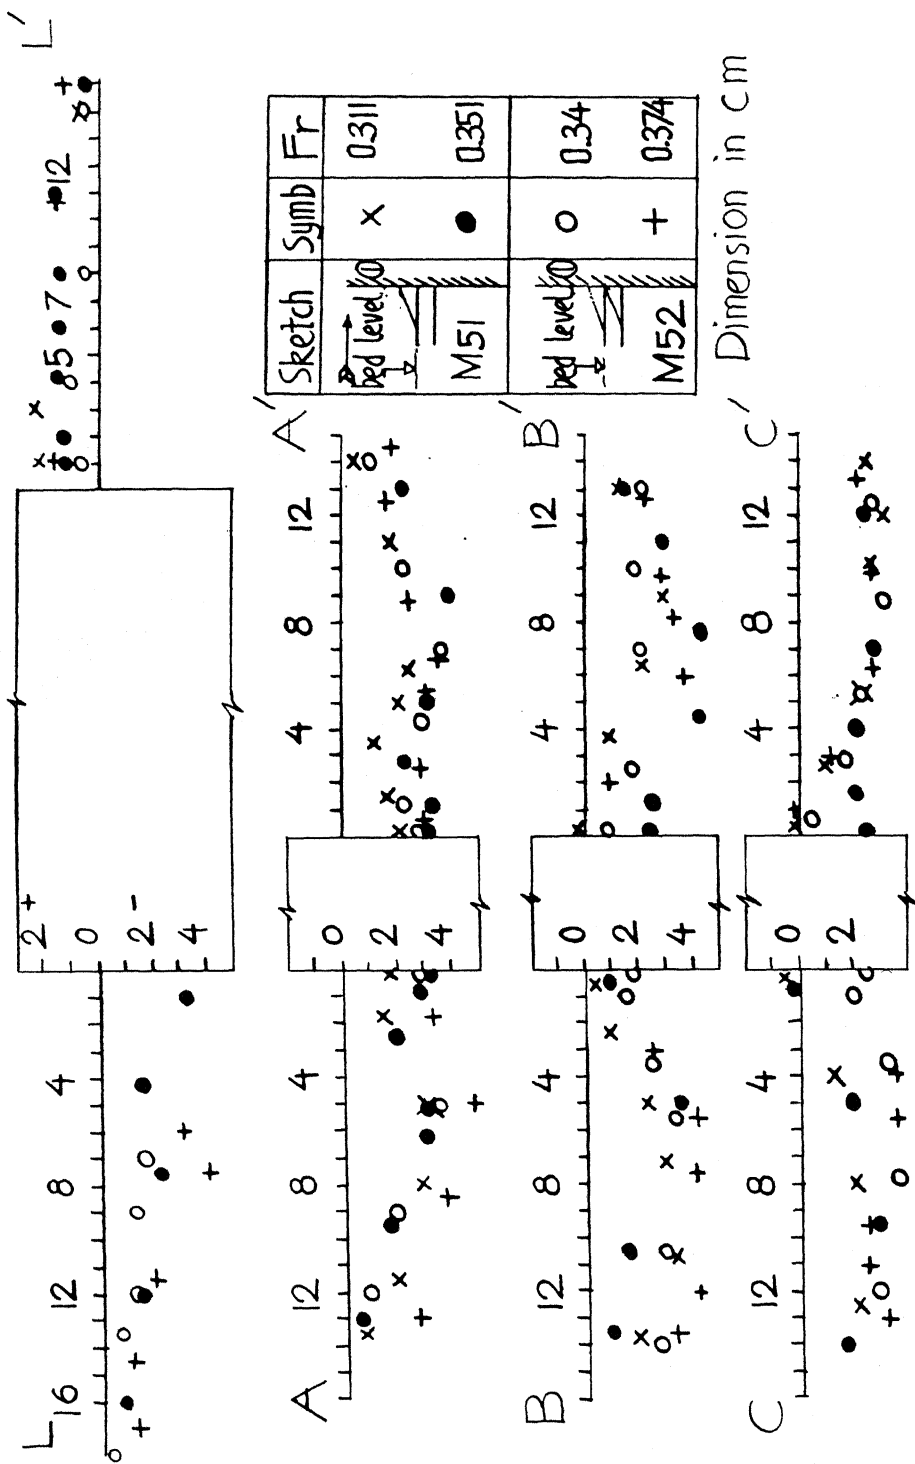 L 16 12 8 4 5 7 12 L'
2 +
0
2 −
4
A 12 8 4 4 8 12 A'
0
2
4
B 12 8 4 4 8 12 B'
0
2
4
C 12 8 4 4 8 12 C'
0
2
Sketch Symb Fr
bed level x 0.311
M51 ● 0.351
bed level o 0.34
M52 + 0.374
Dimension in cm